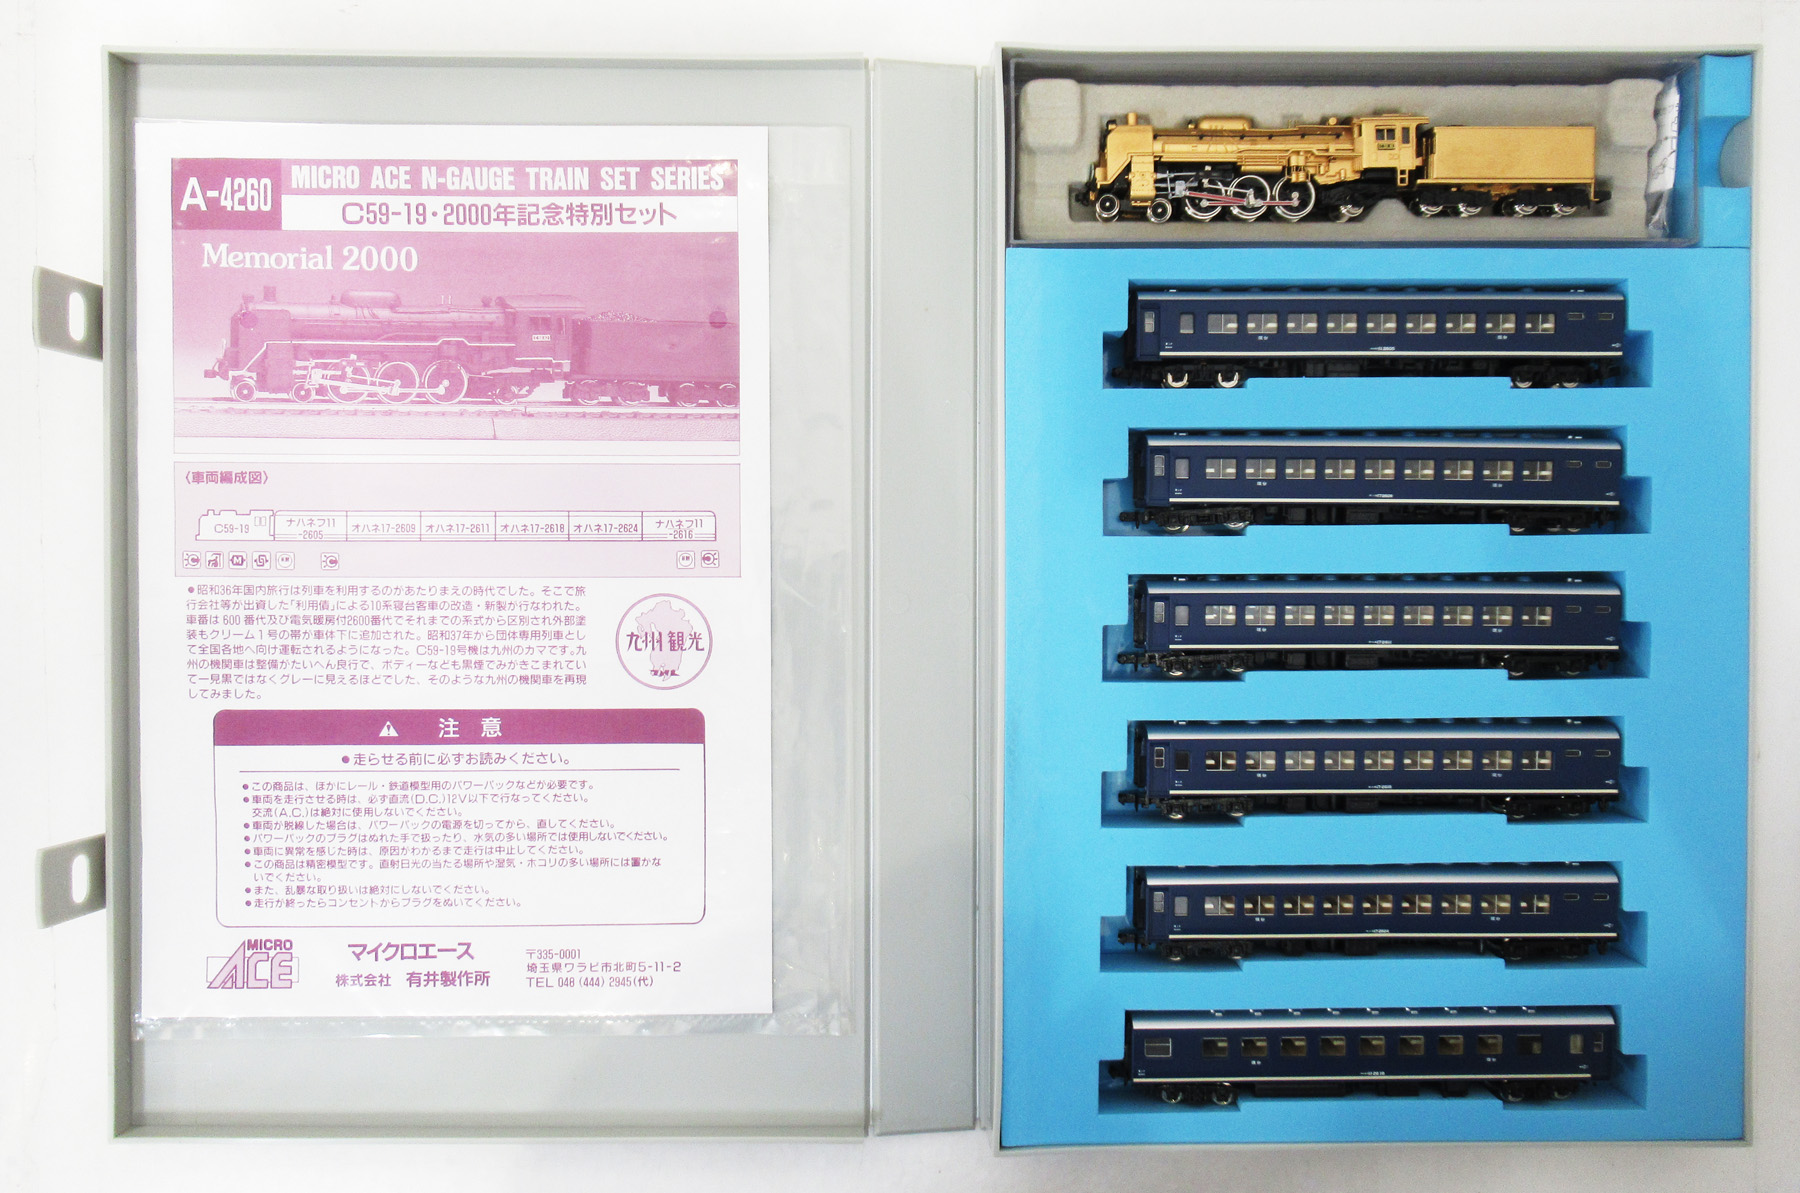 A-4260
MICRO ACE N-GAUGE TRAIN SET SERIES
C59-19・2000年記念特別セット
Memorial 2000
〈車両編成図〉
C59-19
ナハネフ11
-2605
オハネ17-2609
オハネ17-2611
オハネ17-2618
オハネ17-2624
ナハネフ11
-2616
●昭和36年国内旅行は列車を利用するのがあたりまえの時代でした。そこで旅
行会社等が出資した「利用債」による10系寝台客車の改造・新製が行なわれた。
車番は600番代及び電気暖房付2600番代でそれまでの系式から区別され外部塗
装もクリーム1号の帯が車体下に追加された。昭和37年から団体専用列車とし
て全国各地へ向け運転されるようになった。C59-19号機は九州のカマです。九
州の機関車は整備がたいへん良行で、ボディーなども黒煙でみがきこまれてい
て一見黒ではなくグレーに見えるほどでした、そのような九州の機関車を再現
してみました。
九州観光
注 意
●走らせる前に必ずお読みください。
●この商品は、ほかにレール・鉄道模型用のパワーパックなどか必要です。
●車両を走行させる時は、必ず直流(D.C.)12V以下で行なってください。
交流(A.C.)は絶対に使用しないでください。
●車両が脱線した場合は、パワーパックの電源を切ってから、直してください。
●パワーパックのプラグはぬれた手で扱ったり、水気の多い場所では使用しないでください。
●車両に異常を感じた時は、原因がわかるまで走行は中止してください。
●この商品は精密模型です。直射日光の当たる場所や湿気・ホコリの多い場所には置かな
いでください。
●また、乱暴な取り扱いは絶対にしないでください。
●走行が終ったらコンセントからプラグをぬいてください。
MICRO
ACE
マイクロエース
株式会社 有井製作所
〒335-0001
埼玉県ワラビ市北町5-11-2
TEL 048 (444) 2945(代)